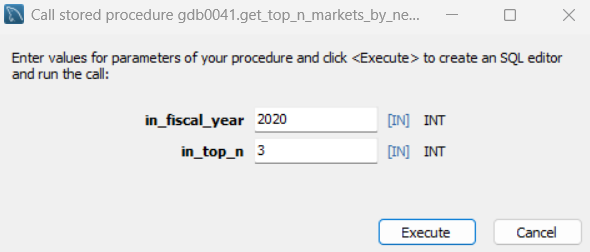 Call stored procedure gdb0041.get_top_n_markets_by_ne...
Enter values for parameters of your procedure and click <Execute> to create an SQL editor
and run the call:
in_fiscal_year 2020 [IN] INT
in_top_n 3 [IN] INT
Execute Cancel